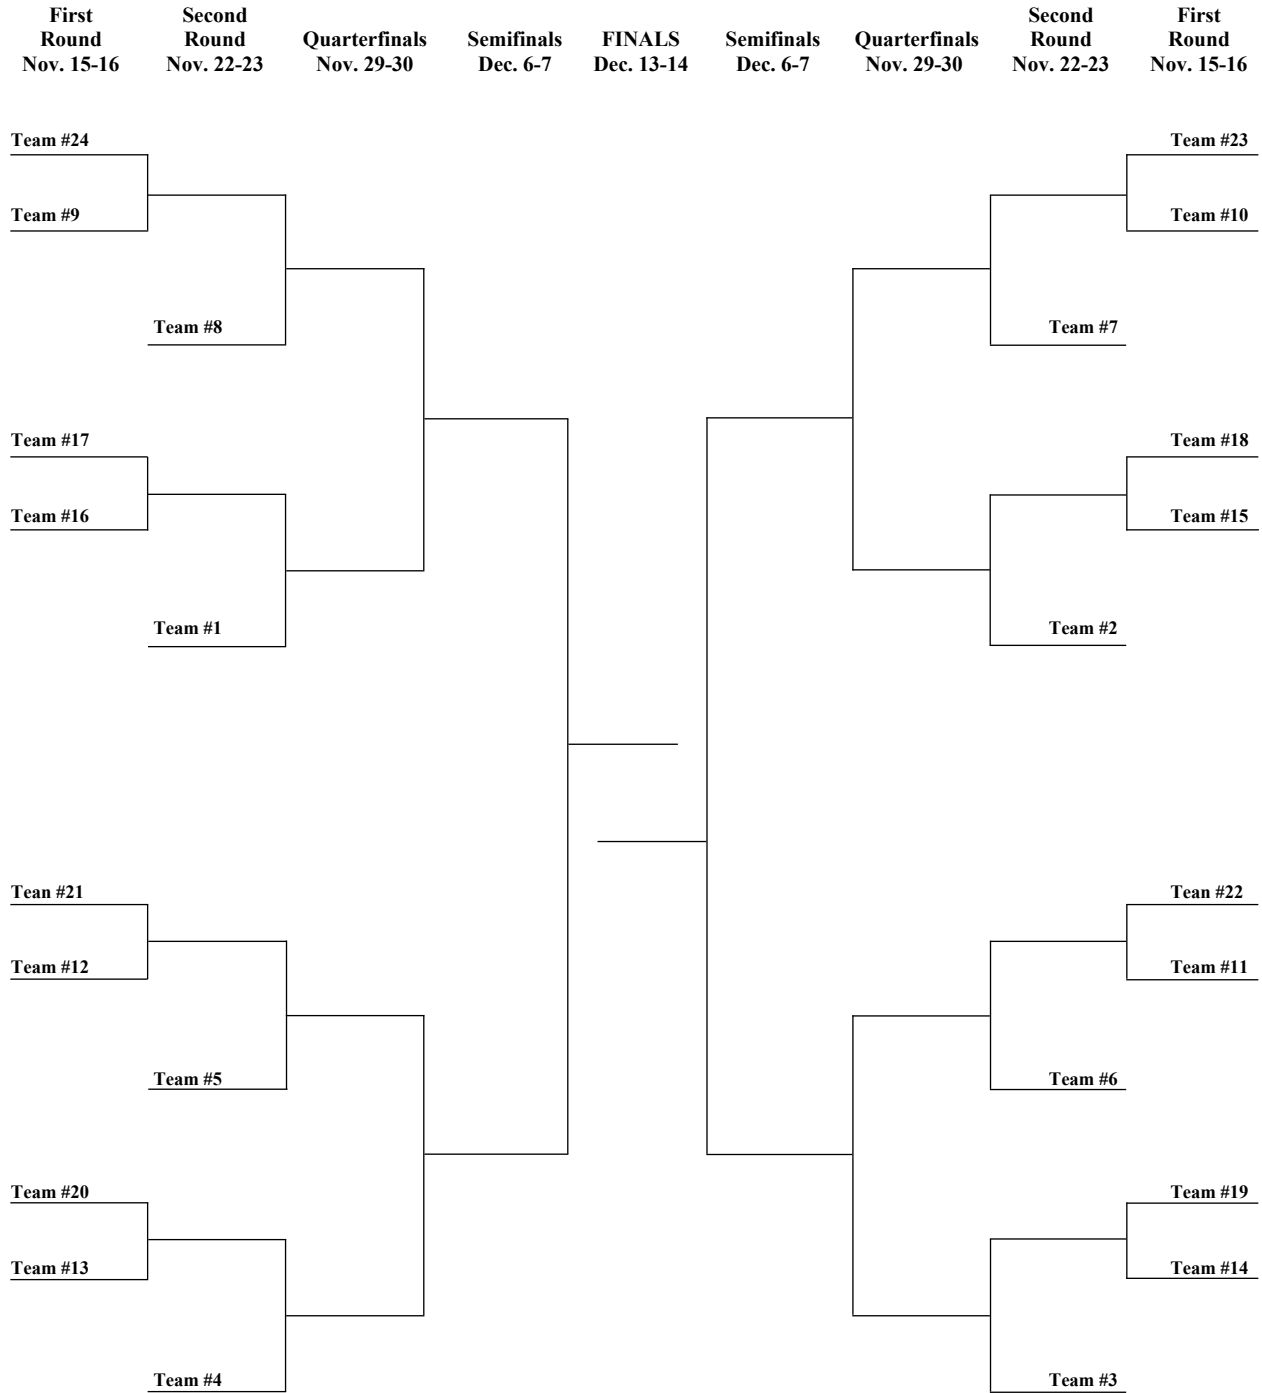 First Second Second First
Round Round Quarterfinals Semifinals FINALS Semifinals Quarterfinals Round Round
Nov. 15-16 Nov. 22-23 Nov. 29-30 Dec. 6-7 Dec. 13-14 Dec. 6-7 Nov. 29-30 Nov. 22-23 Nov. 15-16
Team #24 Team #23
Team #9 Team #10
Team #8 Team #7
Team #17 Team #18
Team #16 Team #15
Team #1 Team #2
Tean #21 Tean #22
Team #12 Team #11
Team #5 Team #6
Team #20 Team #19
Team #13 Team #14
Team #4 Team #3